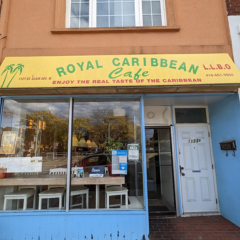 ROYAL CARIBBEAN
Cafe
L.L.B.O
ENJOY THE REAL TASTE OF THE CARIBBEAN